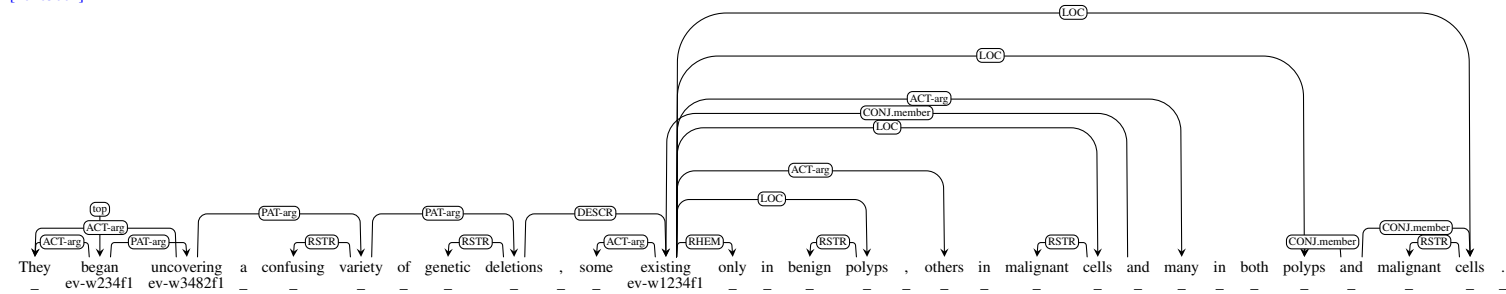 LOC
LOC
ACT-arg
CONJ.member
LOC
ACT-arg
LOC
top PAT-arg PAT-arg DESCR
ACT-arg CONJ.member
ACT-arg PAT-arg RSTR RSTR ACT-arg RHEM RSTR RSTR CONJ.member RSTR
They began uncovering a confusing variety of genetic deletions , some existing only in benign polyps , others in malignant cells and many in both polyps and malignant cells .
_ ev-w234f1 ev-w3482f1 _ _ _ _ _ _ _ _ ev-w1234f1 _ _ _ _ _ _ _ _ _ _ _ _ _ _ _ _ _ _